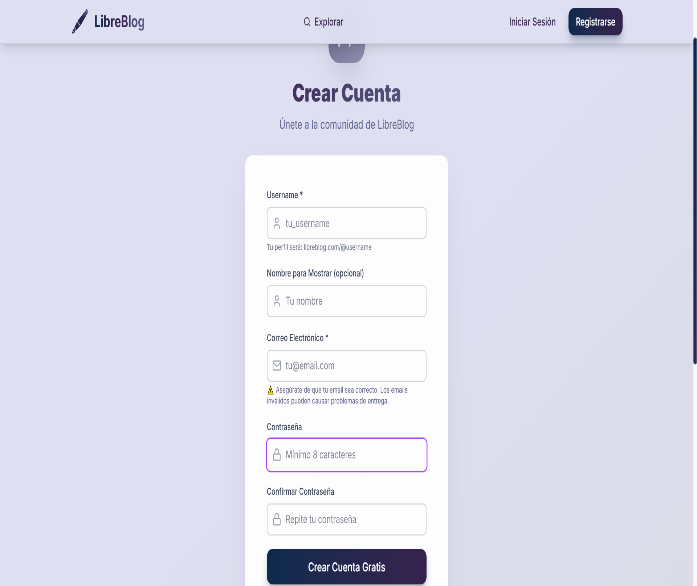 LibreBlog
Explorar
Iniciar Sesión
Registrarse
Crear Cuenta
Únete a la comunidad de LibreBlog
Username *
tu_username
Tu perfil será: libreblog.com/@username
Nombre para Mostrar (opcional)
Tu nombre
Correo Electrónico *
tu@email.com
⚠️ Asegúrate de que tu email sea correcto. Los emails
inválidos pueden causar problemas de entrega.
Contraseña
Mínimo 8 caracteres
Confirmar Contraseña
Repite tu contraseña
Crear Cuenta Gratis